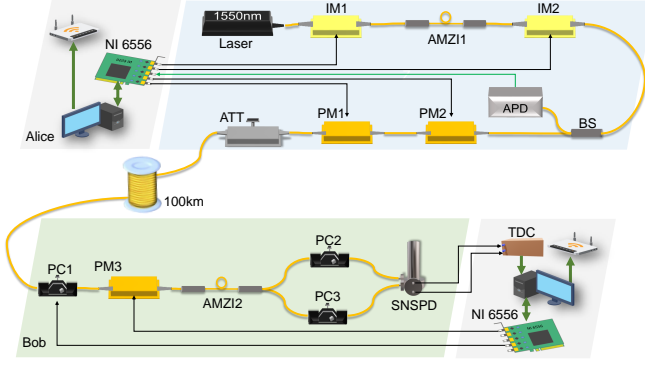 1550nm
Laser
IM1
AMZI1
IM2
NI 6556
Alice
ATT
PM1
PM2
APD
BS
100km
PC1
PM3
AMZI2
PC2
PC3
SNSPD
TDC
NI 6556
Bob